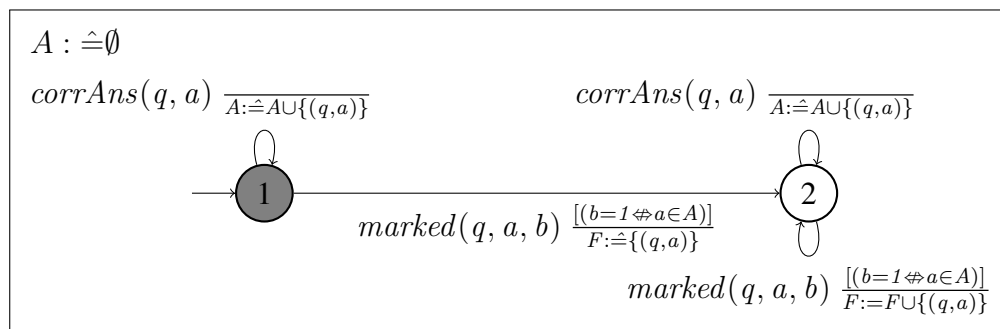 A : ≙∅
corrAns(q, a) / A:≙A∪{(q,a)}
corrAns(q, a) / A:≙A∪{(q,a)}
1
2
marked(q, a, b) [(b=1⇎a∈A)] / F:≙{(q,a)}
marked(q, a, b) [(b=1⇎a∈A)] / F:=F∪{(q,a)}